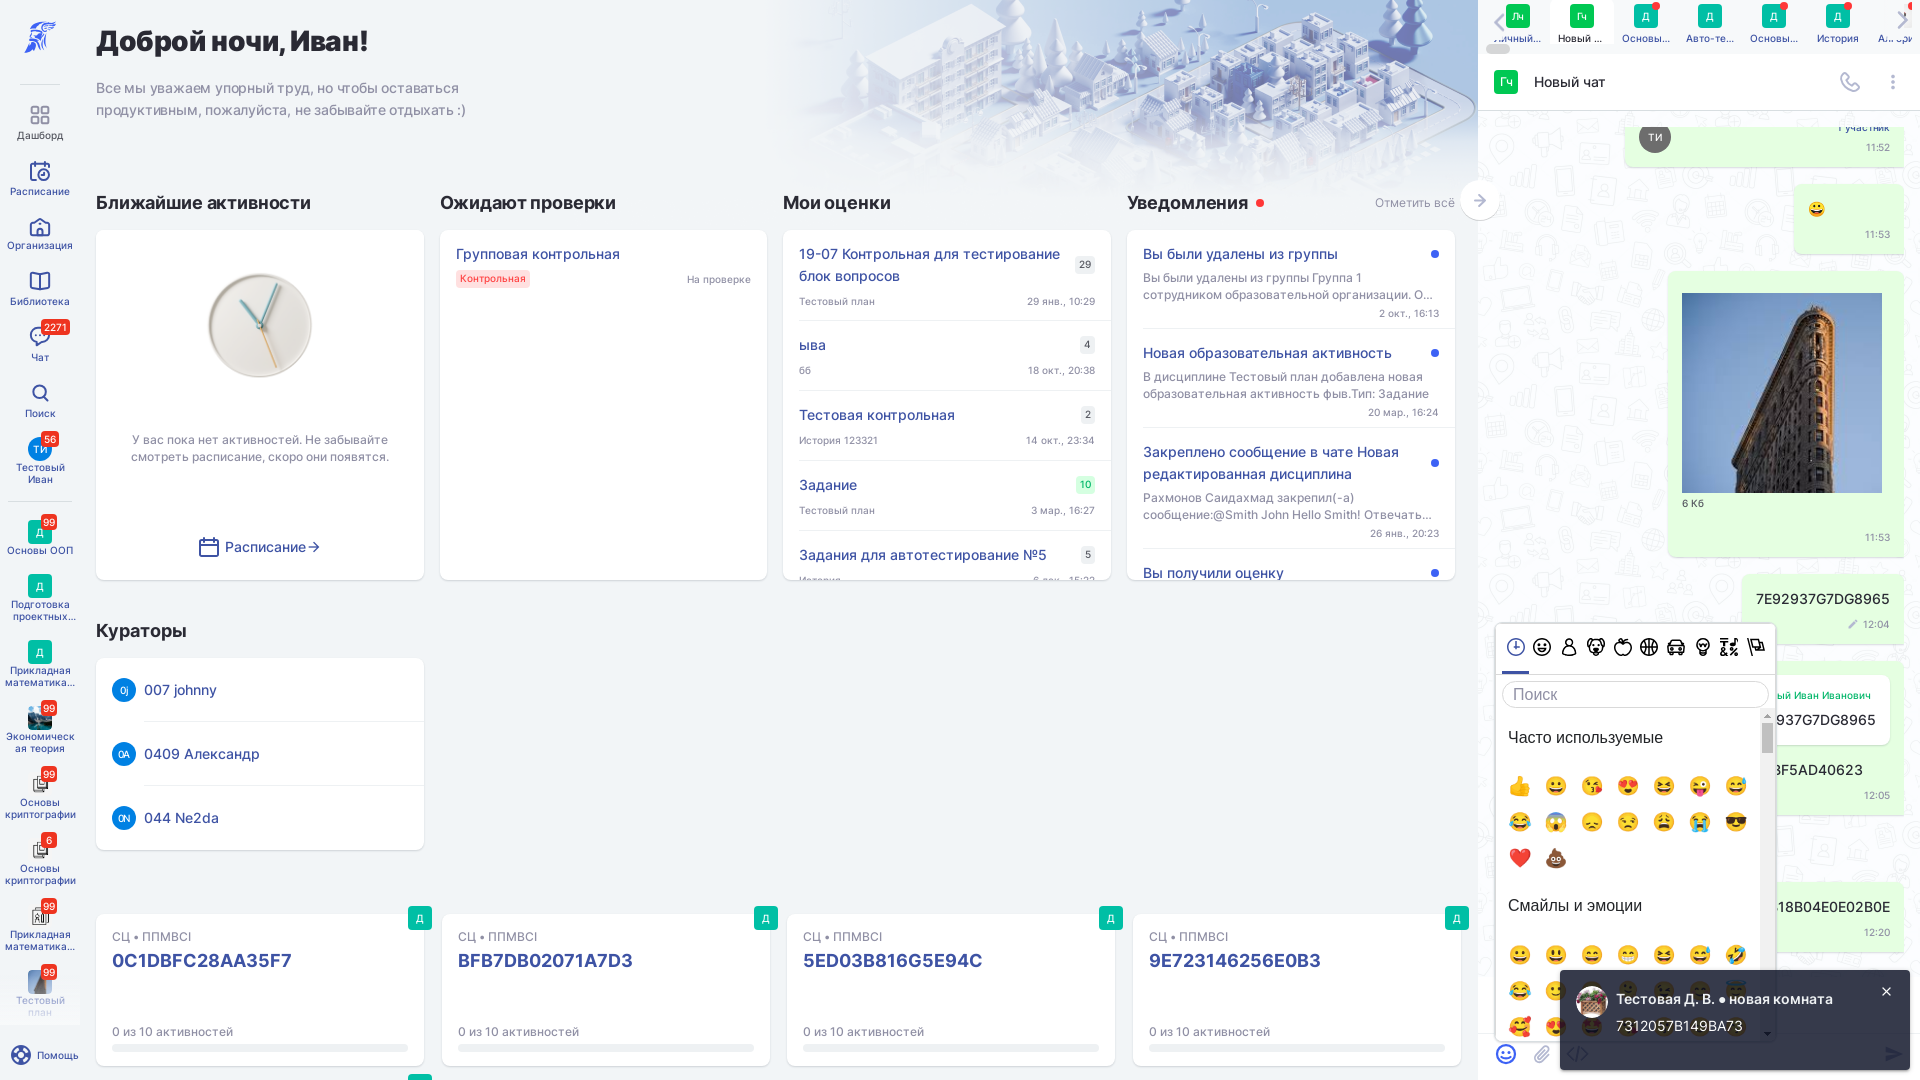 Дашборд
Расписание
Организация
Библиотека
2271
Чат
Поиск
56
ТИ
Тестовый
Иван
99
Д
Основы ООП
Д
Подготовка
проектных...
Д
Прикладная
математика...
99
Экономическ
ая теория
99
Основы
криптографии
6
Основы
криптографии
99
Прикладная
математика...
99
Тестовый
план
Помощь
Доброй ночи, Иван!
Все мы уважаем упорный труд, но чтобы оставаться
продуктивным, пожалуйста, не забывайте отдыхать :)
Ближайшие активности
У вас пока нет активностей. Не забывайте
смотреть расписание, скоро они появятся.
Расписание
Ожидают проверки
Групповая контрольная
Контрольная
На проверке
Мои оценки
19-07 Контрольная для тестирование
блок вопросов
29
Тестовый план
29 янв., 10:29
ыва
4
66
18 окт., 20:38
Тестовая контрольная
2
История 123321
14 окт., 23:34
Задание
10
Тестовый план
3 мар., 16:27
Задания для автотестирование №5
5
Уведомления
Отметить всё
Вы были удалены из группы
Вы были удалены из группы Группа 1
сотрудником образовательной организации. О...
2 окт., 16:13
Новая образовательная активность
В дисциплине Тестовый план добавлена новая
образовательная активность фыв.Тип: Задание
20 мар., 16:24
Закреплено сообщение в чате Новая
редактированная дисциплина
Рахмонов Саидахмад закрепил(-а)
сообщение:@Smith John Hello Smith! Отвечать...
26 янв., 20:23
Вы получили оценку
Кураторы
0j
007 johnny
0А
0409 Александр
0N
044 Ne2da
Д
СЦ • ППМВСІ
0C1DBFC28AA35F7
0 из 10 активностей
Д
СЦ • ППМВСІ
BFB7DB02071A7D3
0 из 10 активностей
Д
СЦ • ППМВСІ
5ED03B816G5E94C
0 из 10 активностей
Д
СЦ • ППМВСІ
9E723146256E0B3
0 из 10 активностей
Лч
Личный...
Гч
Новый ...
Д
Основы...
Д
Авто-те...
Д
Основы...
Д
История
Гч
Новый чат
ТИ
1 участник
11:52
11:53
6 Кб
11:53
7E92937G7DG8965
12:04
Иван Иванович
937G7DG8965
F5AD40623
12:05
18B04E0E02B0E
12:20
Поиск
Часто используемые
Смайлы и эмоции
Тестовая Д. В. • новая комната
7312057B149BA73